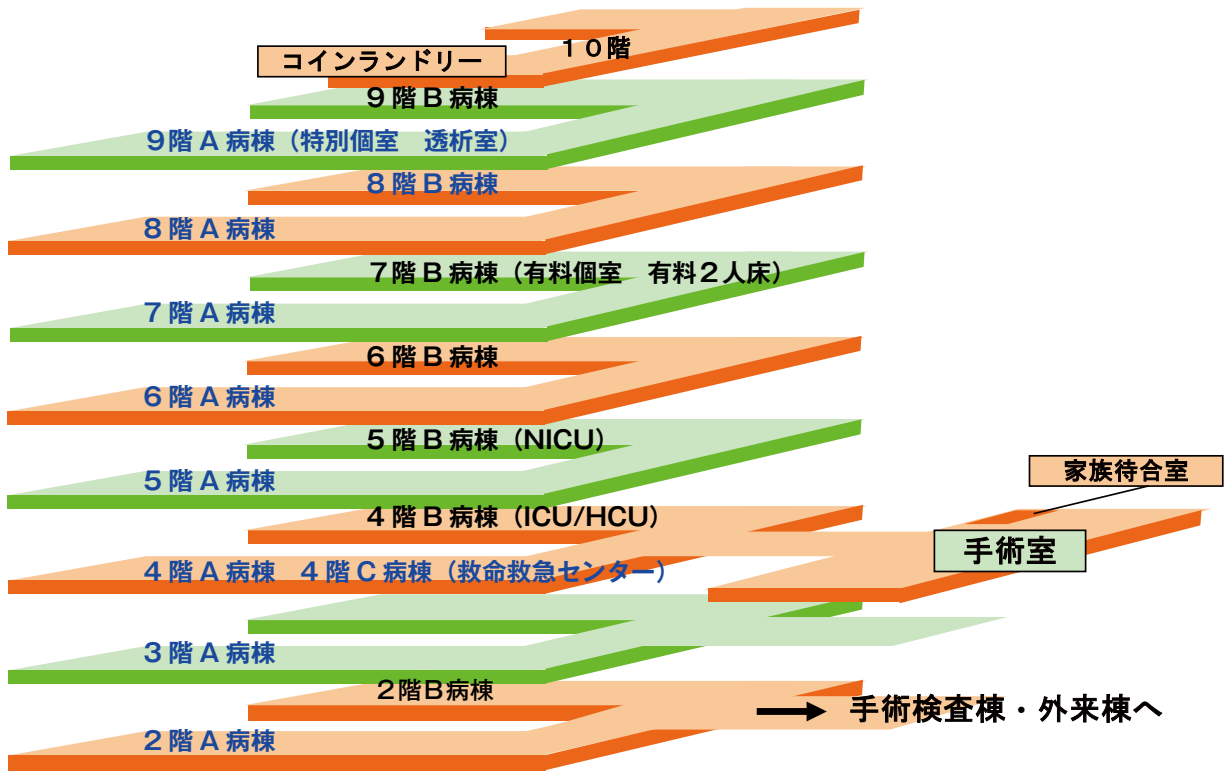 １０階
コインランドリー
９階Ｂ病棟
９階Ａ病棟（特別個室　透析室）
８階Ｂ病棟
８階Ａ病棟
７階Ｂ病棟（有料個室　有料２人床）
７階Ａ病棟
６階Ｂ病棟
６階Ａ病棟
５階Ｂ病棟（NICU）
５階Ａ病棟
家族待合室
４階Ｂ病棟（ICU/HCU）
手術室
４階Ａ病棟　４階Ｃ病棟（救命救急センター）
３階Ａ病棟
２階Ｂ病棟
手術検査棟・外来棟へ
２階Ａ病棟